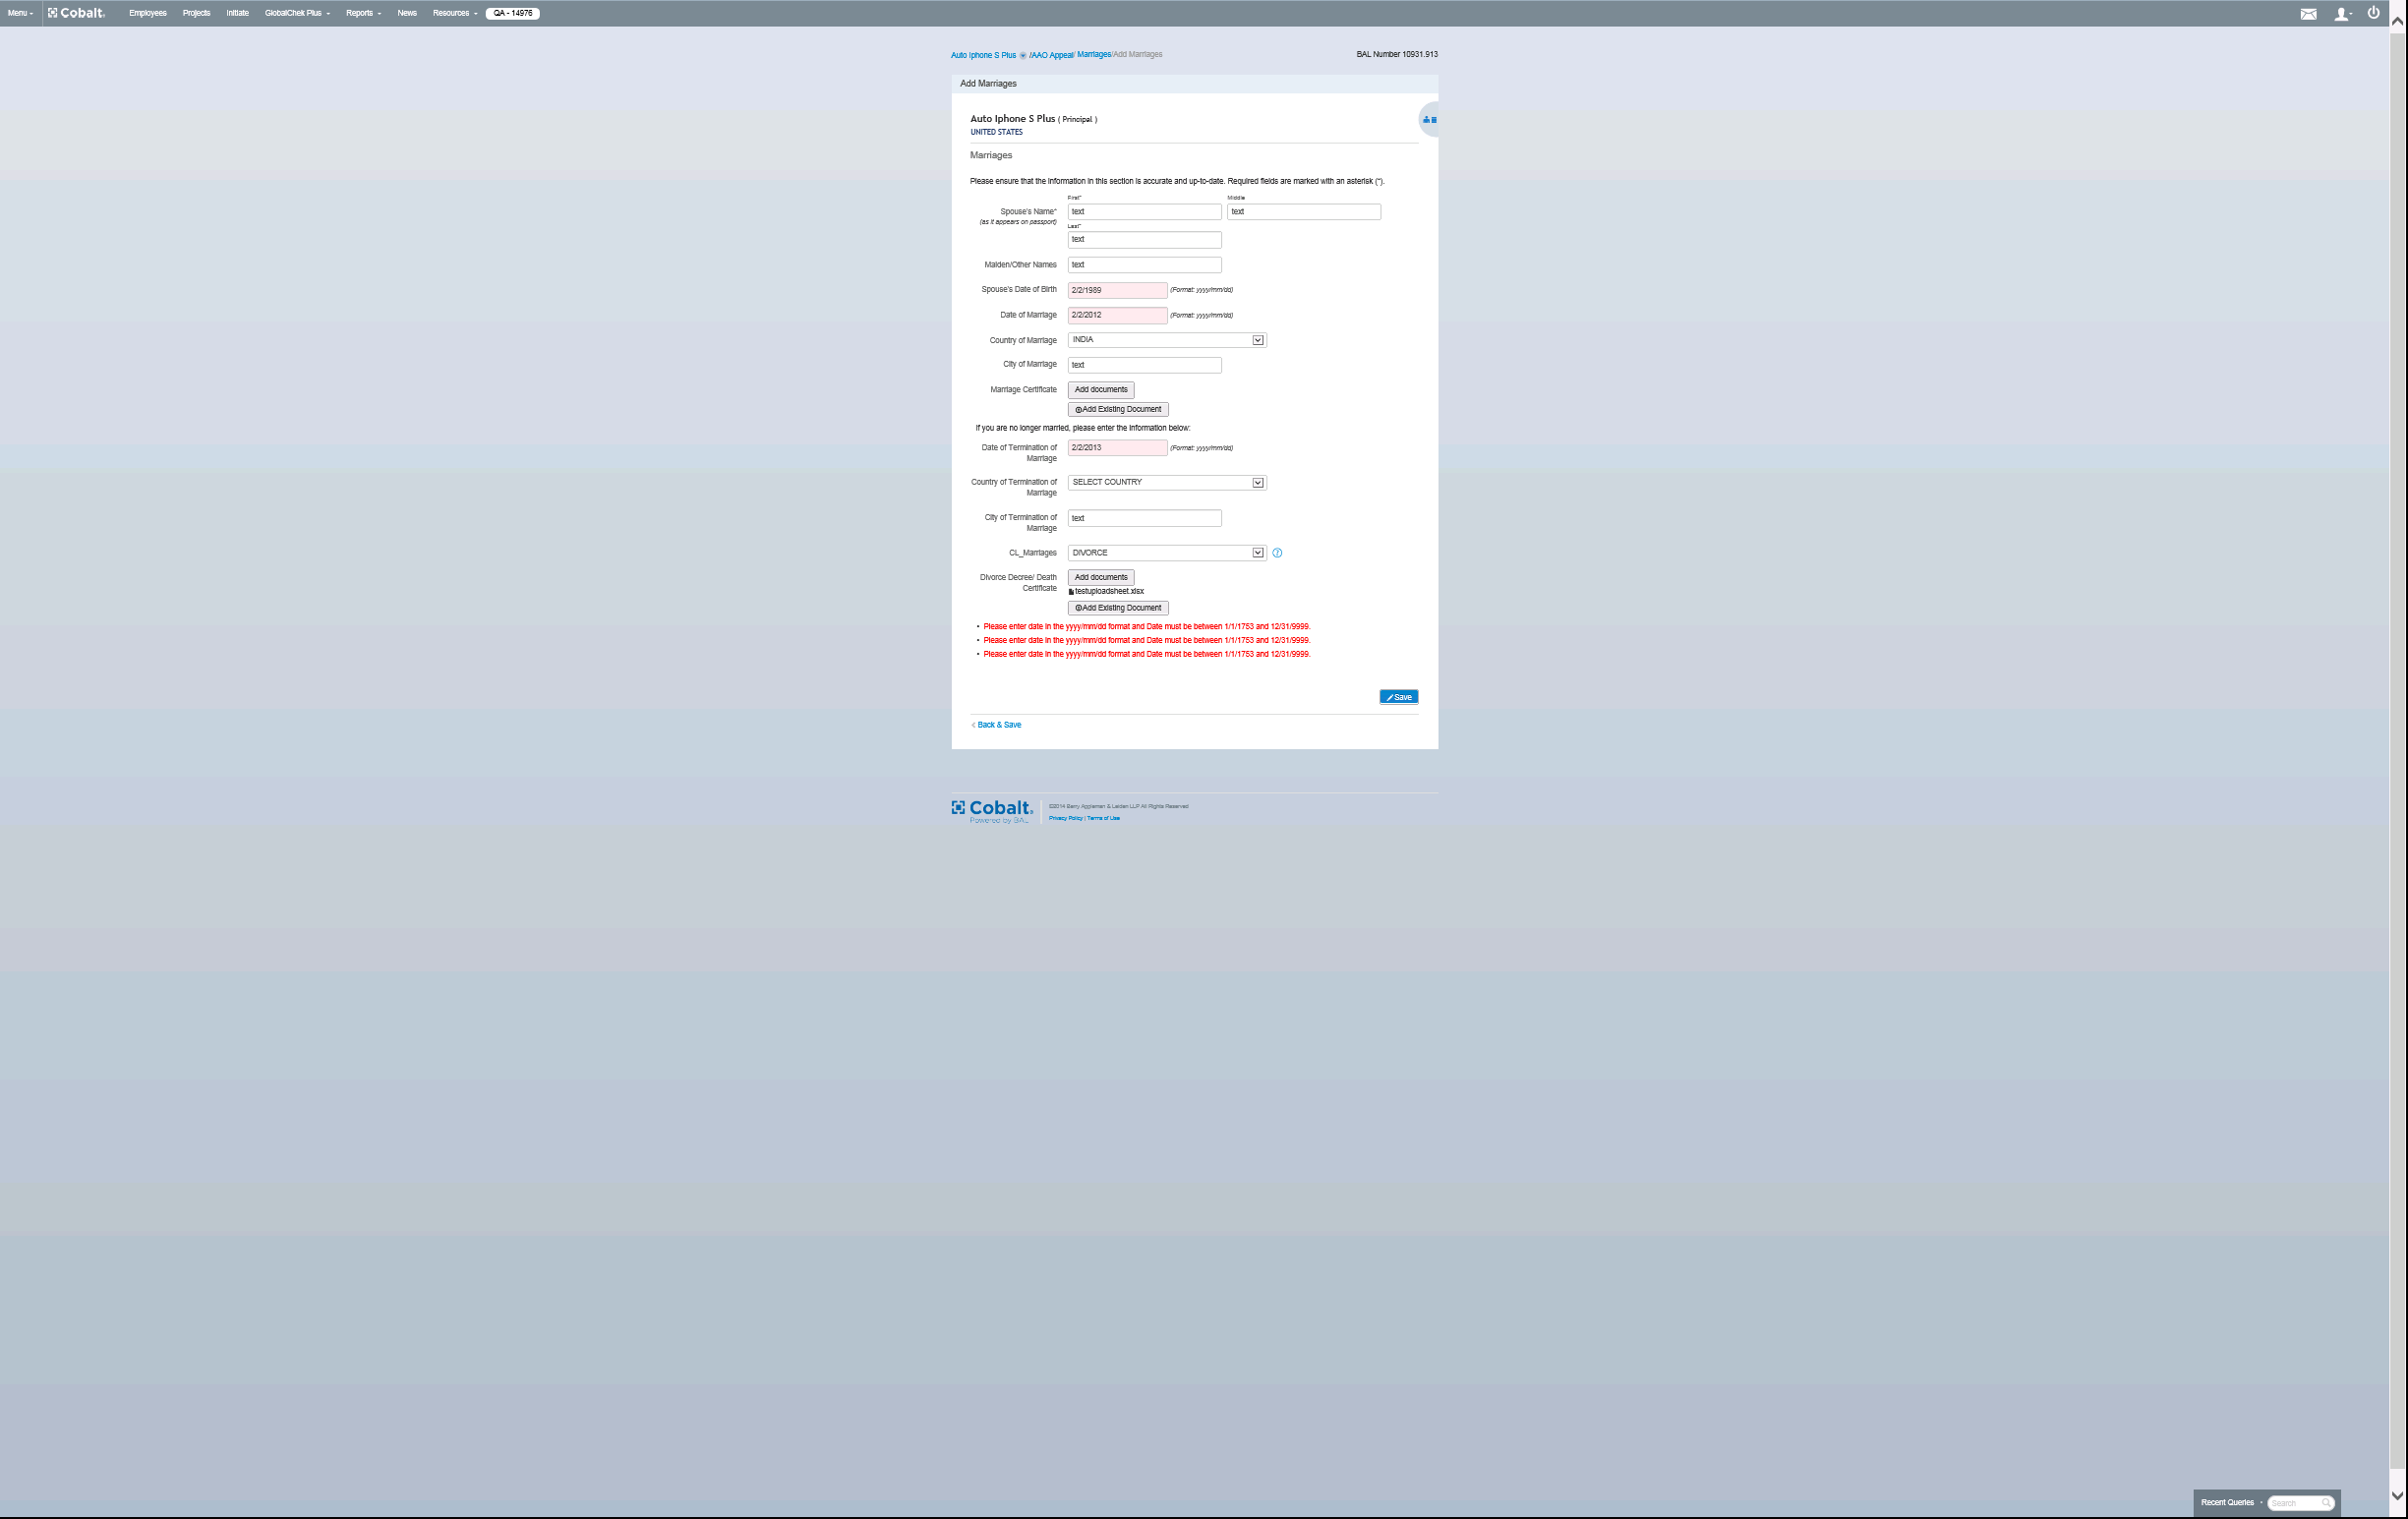 Menu Cobalt. Employees Projects Initiate GlobalChek Plus Reports News Resources QA - 14976
Auto Iphone S Plus /AAO Appeal/ Marriages/Add Marriages BAL Number 10931.913
Add Marriages
Auto Iphone S Plus ( Principal )
UNITED STATES
Marriages
Please ensure that the information in this section is accurate and up-to-date. Required fields are marked with an asterisk (*).
First* Middle
Spouse's Name* text text
(as it appears on passport)
Last*
text
Maiden/Other Names text
Spouse's Date of Birth 2/2/1989 (Format: yyyy/mm/dd)
Date of Marriage 2/2/2012 (Format: yyyy/mm/dd)
Country of Marriage INDIA
City of Marriage text
Marriage Certificate Add documents
Add Existing Document
If you are no longer married, please enter the information below:
Date of Termination of 2/2/2013 (Format: yyyy/mm/dd)
Marriage
Country of Termination of SELECT COUNTRY
Marriage
City of Termination of text
Marriage
CL_Marriages DIVORCE ?
Divorce Decree/ Death Add documents
Certificate testuploadsheet.xlsx
Add Existing Document
• Please enter date in the yyyy/mm/dd format and Date must be between 1/1/1753 and 12/31/9999.
• Please enter date in the yyyy/mm/dd format and Date must be between 1/1/1753 and 12/31/9999.
• Please enter date in the yyyy/mm/dd format and Date must be between 1/1/1753 and 12/31/9999.
Save
< Back & Save
Cobalt. ©2014 Berry Appleman & Leiden LLP All Rights Reserved
Powered by BAL Privacy Policy | Terms of Use
Recent Queries Search